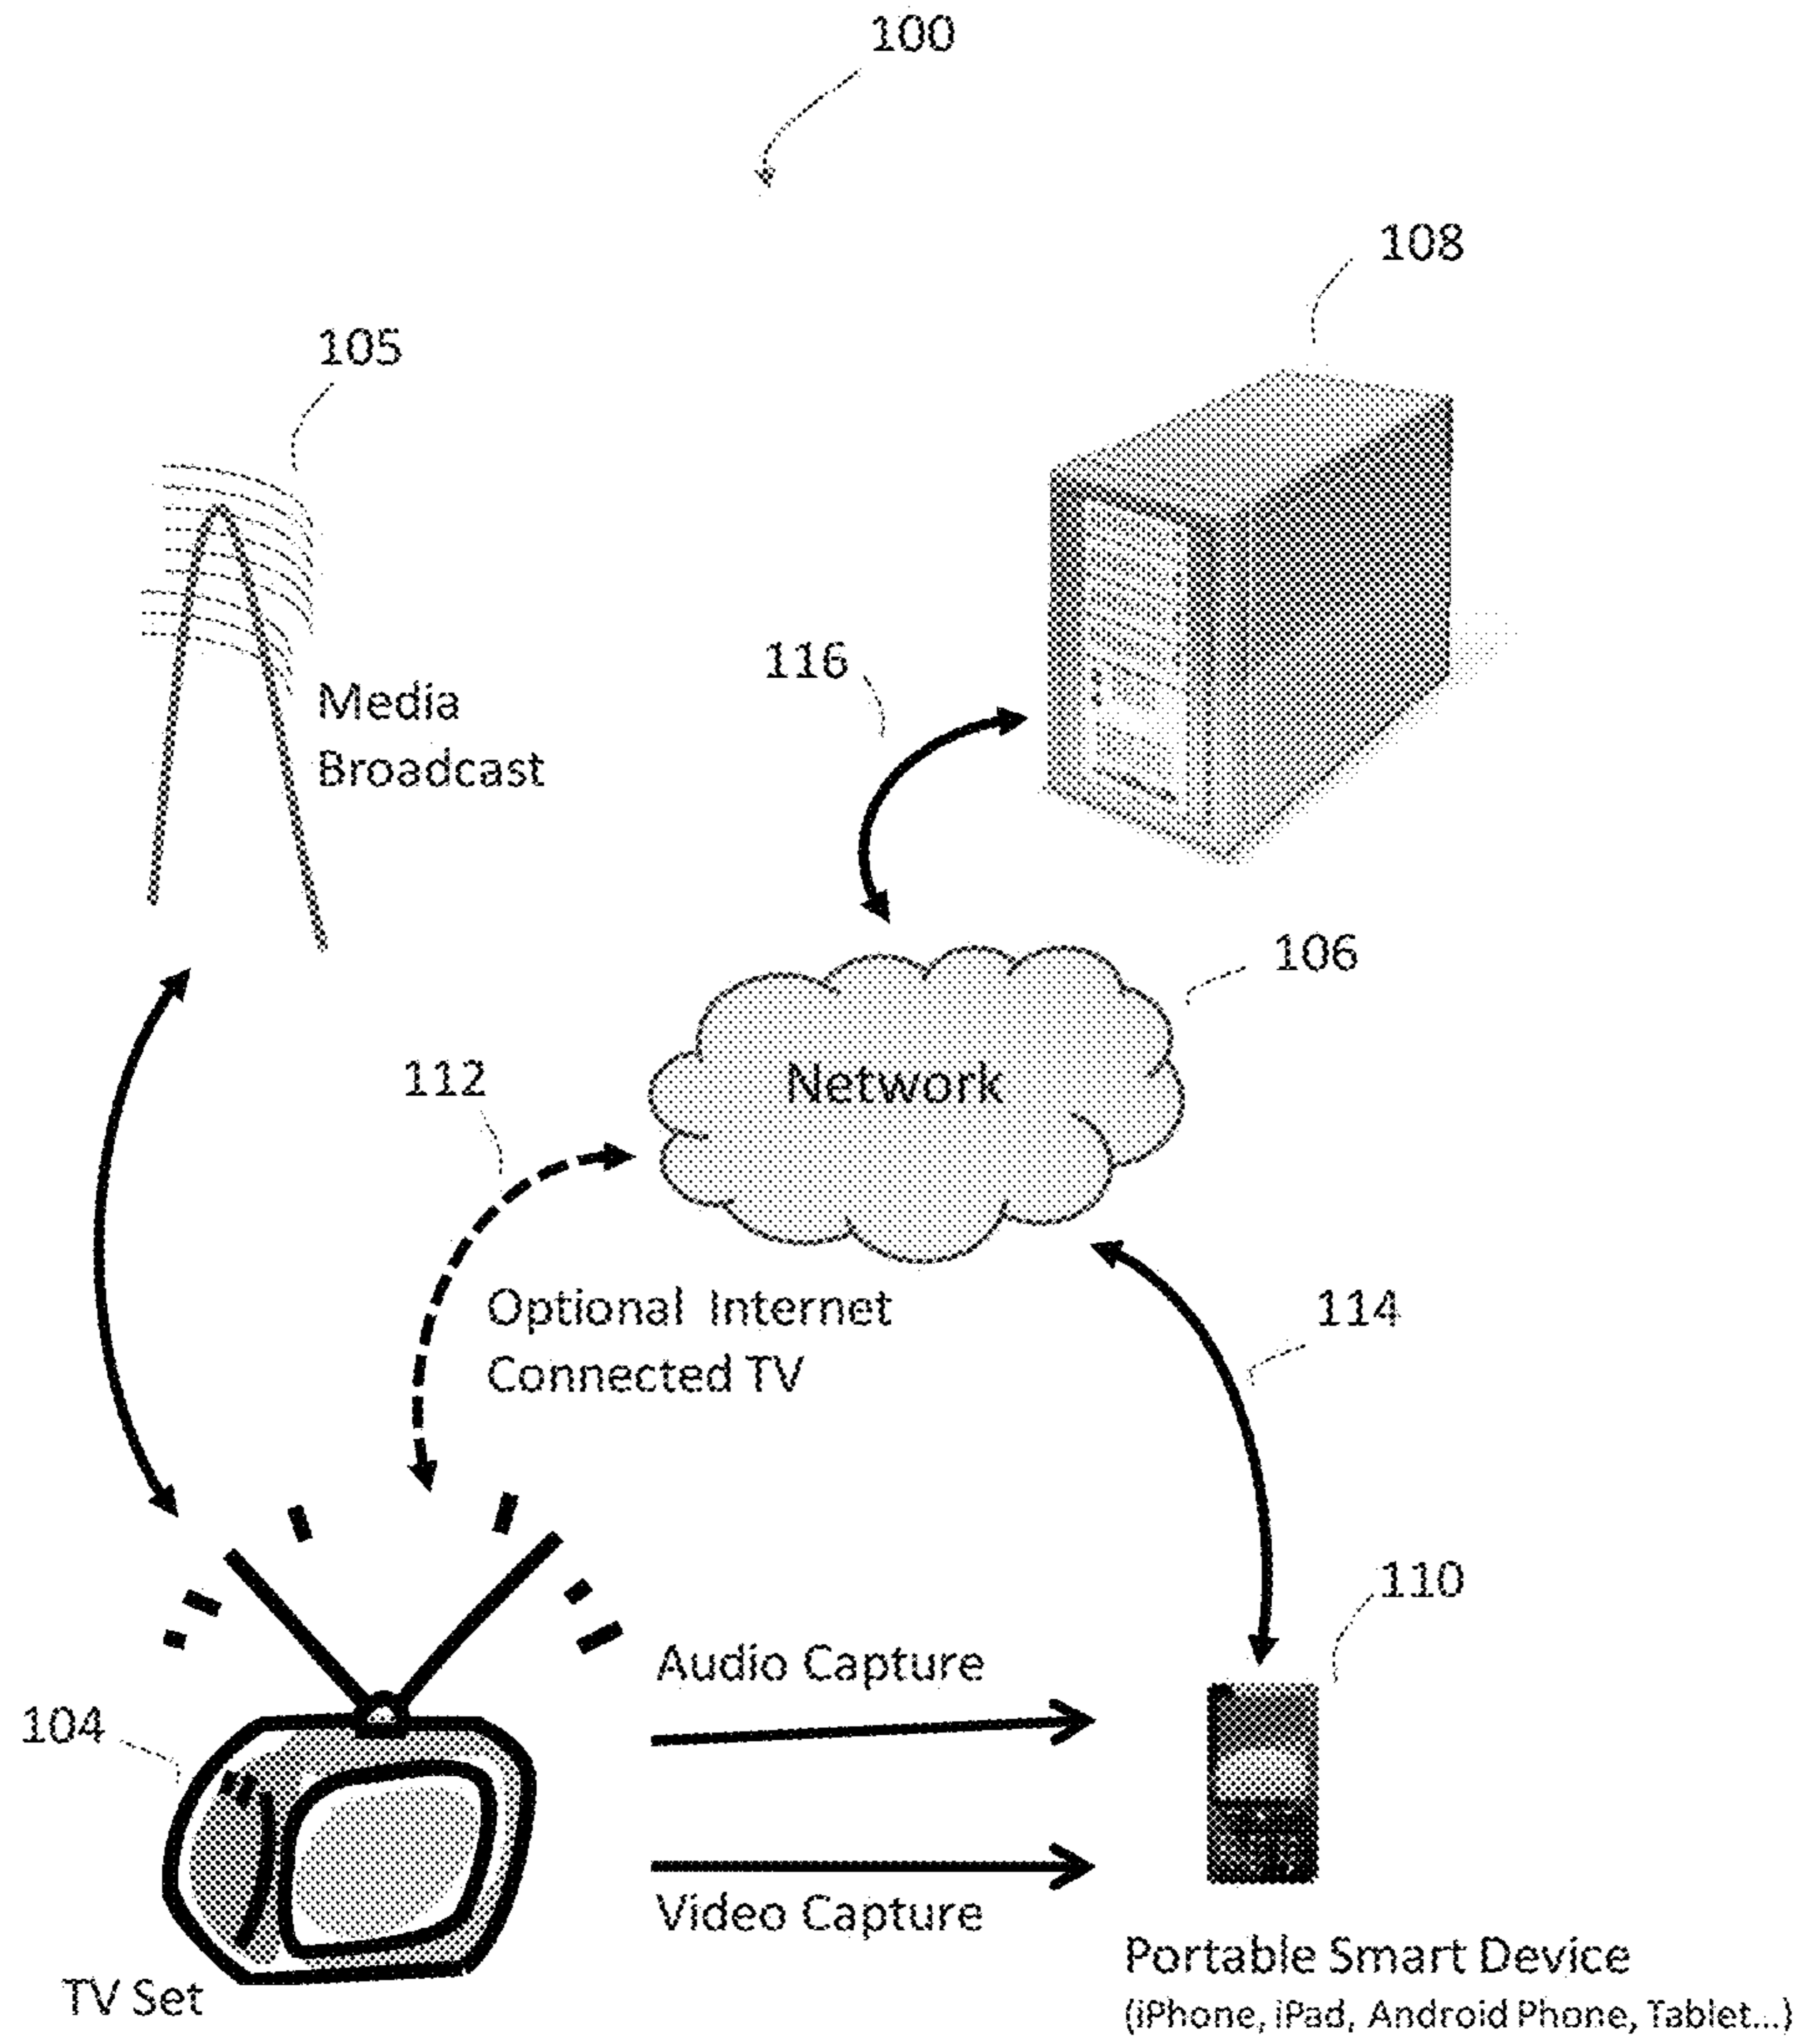 100
108
105
116
Media
Broadcast
106
112
Network
Optional Internet
Connected TV
114
110
Audio Capture
104
Video Capture
Portable Smart Device
TV Set
(iPhone, iPad, Android Phone, Tablet...)